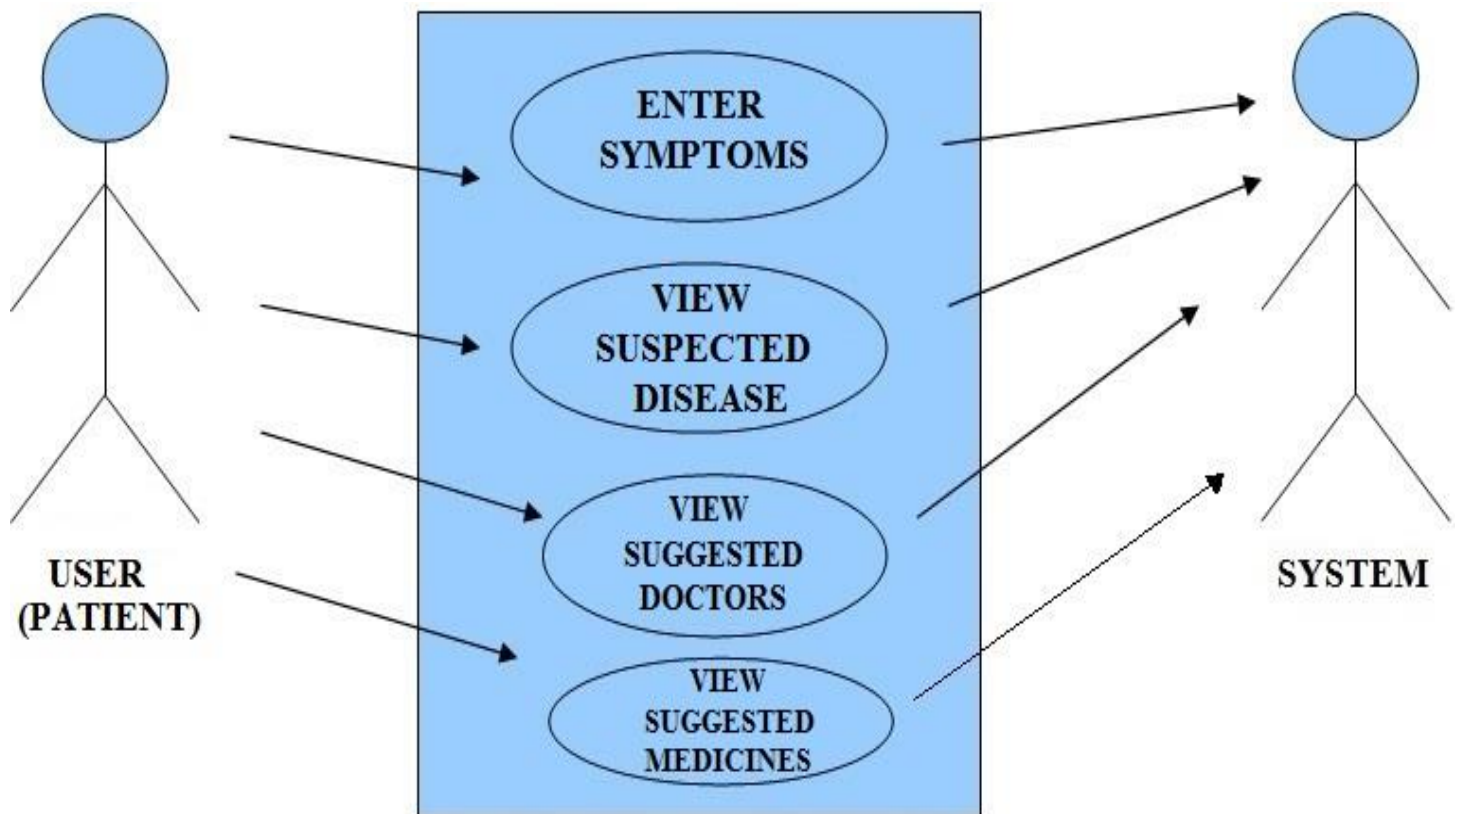 ENTER
SYMPTOMS
VIEW
SUSPECTED
DISEASE
VIEW
SUGGESTED
DOCTORS
VIEW
SUGGESTED
MEDICINES
USER
(PATIENT)
SYSTEM